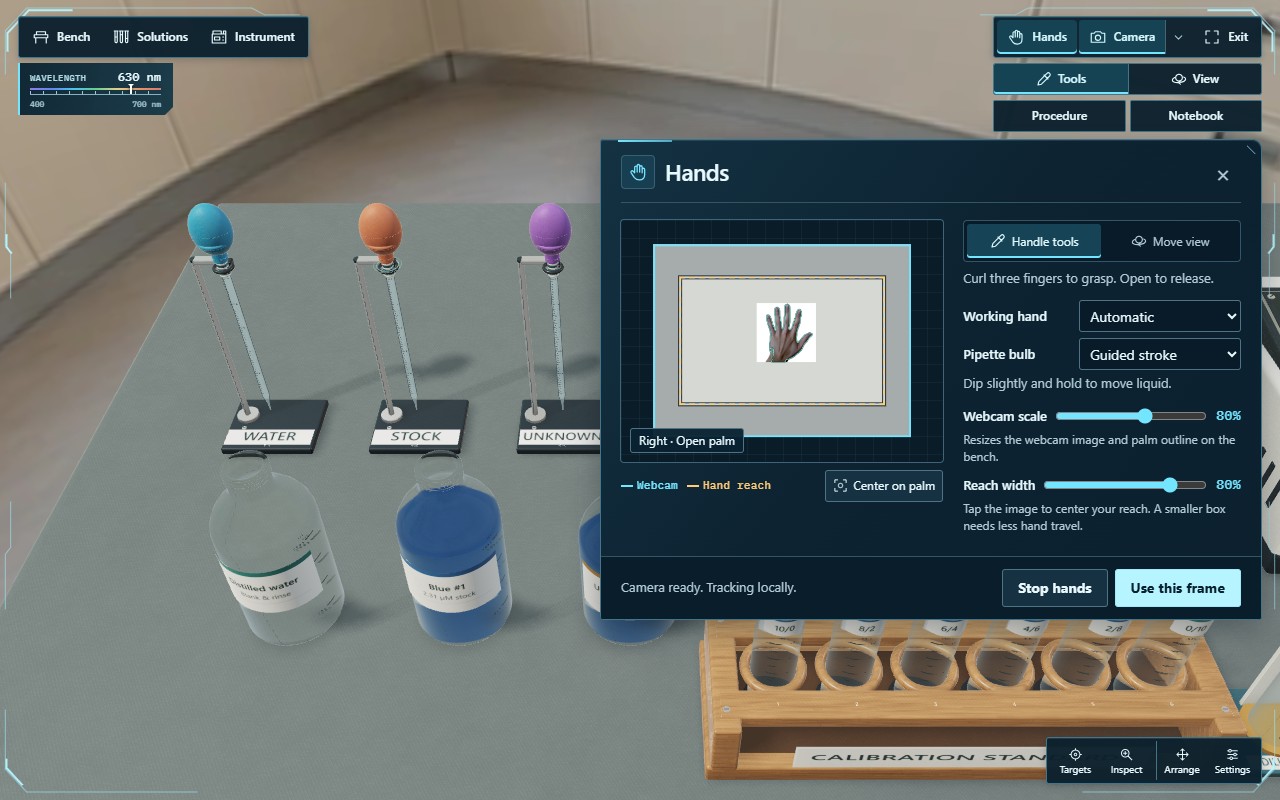 Bench
Solutions
Instrument
Hands
Camera
Exit
WAVELENGTH 630 nm
400 700 nm
Tools
View
Procedure
Notebook
Hands
Handle tools
Move view
Curl three fingers to grasp. Open to release.
Working hand Automatic
Pipette bulb Guided stroke
Dip slightly and hold to move liquid.
Webcam scale 80%
Resizes the webcam image and palm outline on the
bench.
Reach width 80%
Tap the image to center your reach. A smaller box
needs less hand travel.
Right · Open palm
Webcam
Hand reach
Center on palm
Camera ready. Tracking locally.
Stop hands
Use this frame
WATER
STOCK
UNKNOWN
Distilled water
Blank & rinse
Blue #1
stock
10/0
8/2
6/4
4/6
2/8
0/10
CALIBRATION STAN
Targets
Inspect
Arrange
Settings